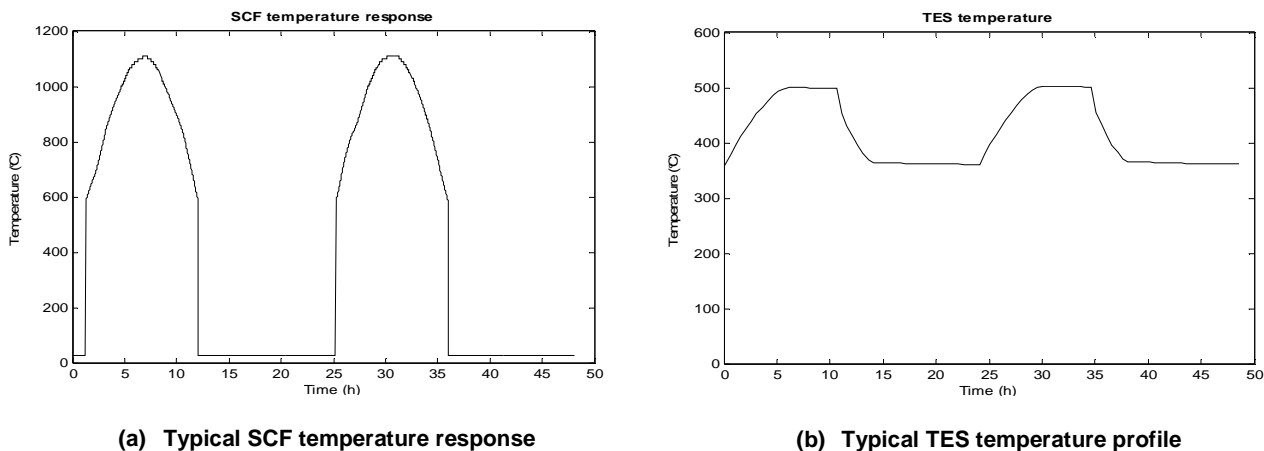 SCF temperature response
1200
1000
800
600
400
200
0
Temperature (°C)
0 5 10 15 20 25 30 35 40 45 50
Time (h)
(a) Typical SCF temperature response
TES temperature
600
500
400
300
200
100
0
Temperature (°C)
0 5 10 15 20 25 30 35 40 45 50
Time (h)
(b) Typical TES temperature profile